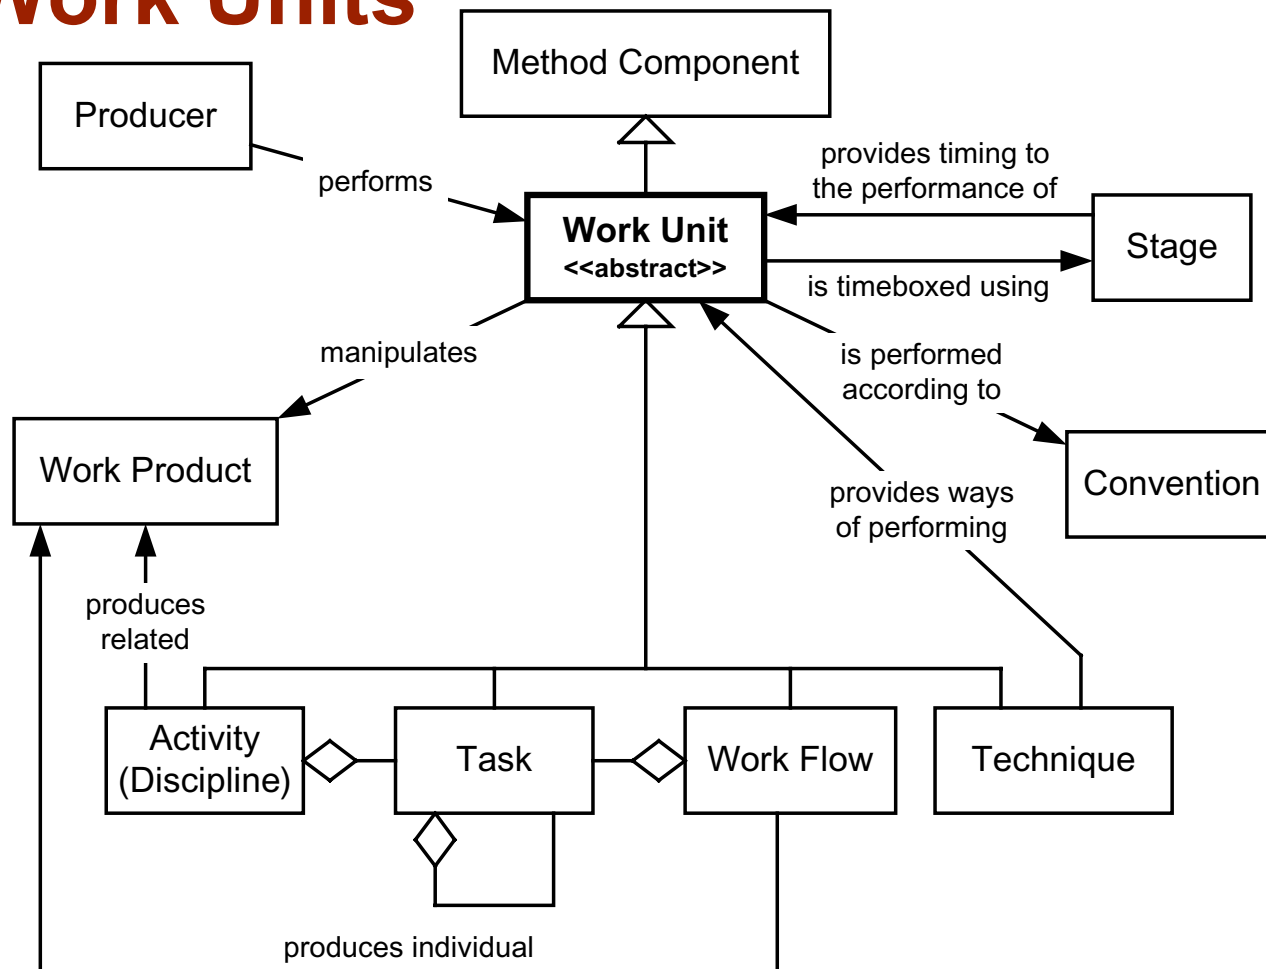 Work Units
Method Component
Producer
provides timing to
the performance of
performs
Work Unit
<<abstract>>
Stage
is timeboxed using
manipulates
is performed
according to
Work Product
Convention
provides ways
of performing
produces
related
Activity
(Discipline)
Task
Work Flow
Technique
produces individual